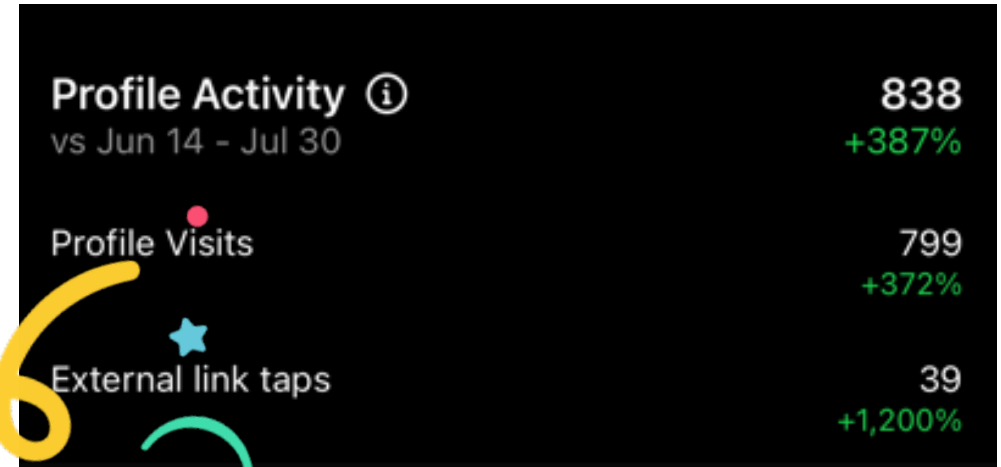 Profile Activity 838
vs Jun 14 - Jul 30 +387%
Profile Visits 799
+372%
External link taps 39
+1,200%